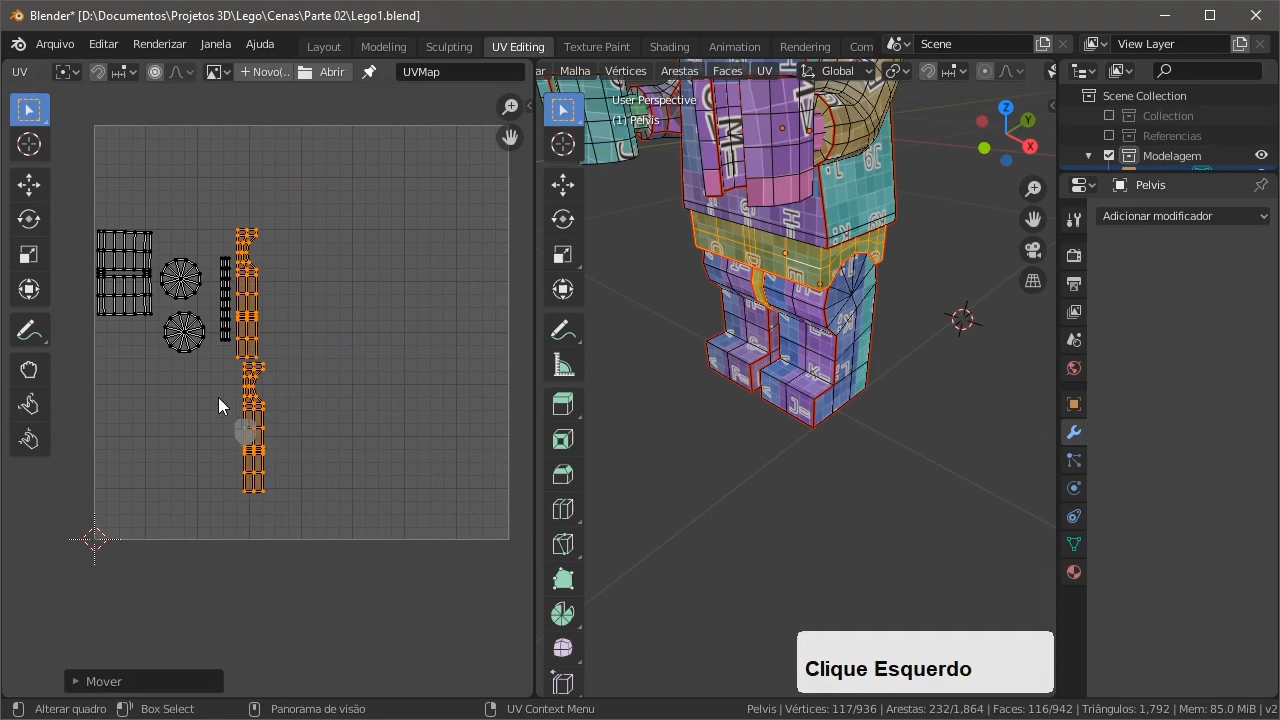 Blender* [D:\Documentos\Projetos 3D\Lego\Cenas\Parte 02\Lego1.blend]
Arquivo Editar Renderizar Janela Ajuda Layout Modeling Sculpting UV Editing Texture Paint Shading Animation Rendering Com Scene View Layer
UV Novo(.. Abrir UVMap ar Malha Vértices Arestas Faces UV Global
User Perspective
(1) Pelvis
Scene Collection
Collection
Referencias
Modelagem
Pelvis
Adicionar modificador
Z
Y
X
Mover
Clique Esquerdo
Alterar quadro Box Select Panorama de visão UV Context Menu Pelvis | Vértices: 117/936 | Arestas: 232/1,864 | Faces: 116/942 | Triângulos: 1,792 | Mem: 85.0 MiB | v2